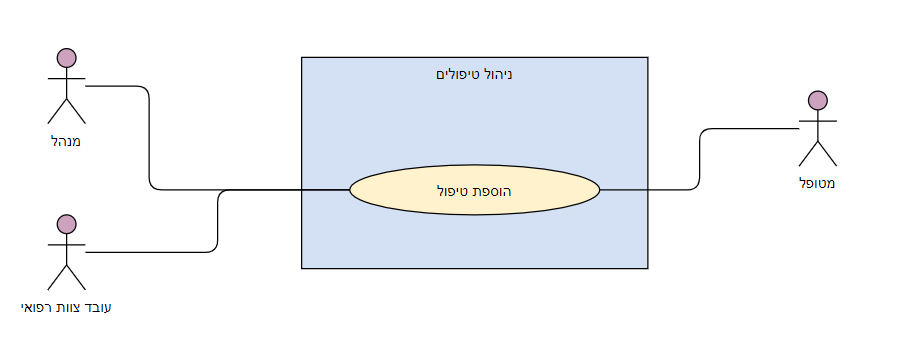 ניהול טיפולים
מנהל
מטופל
הוספת טיפול
עובד צוות רפואי